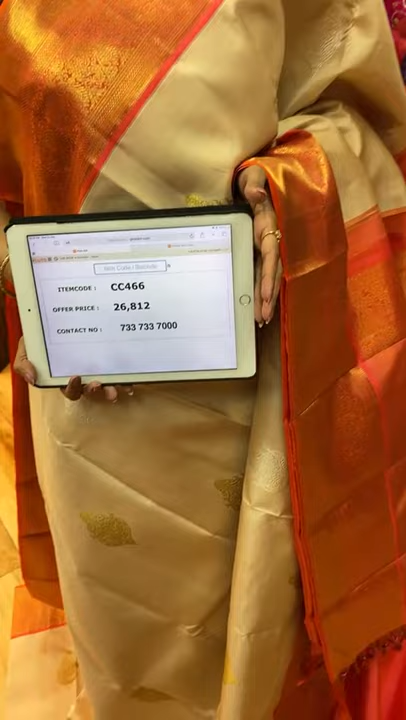 Item Code / Barcode
ITEMCODE : CC466
OFFER PRICE : 26,812
CONTACT NO : 733 733 7000